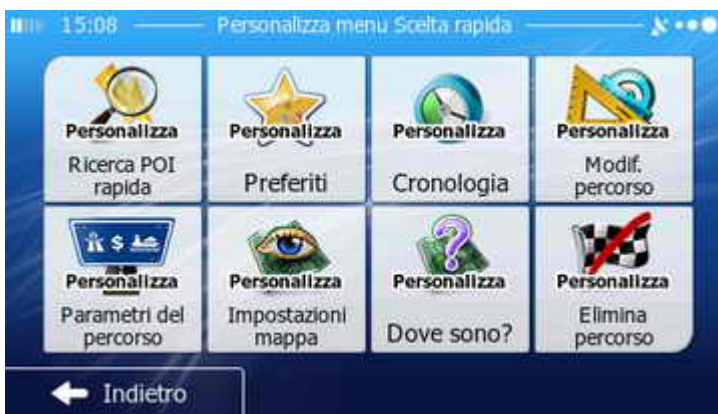 15:08
Personalizza menu Scelta rapida
Personalizza
Personalizza
Personalizza
Personalizza
Ricerca POI
rapida
Preferiti
Cronologia
Modif.
percorso
$
Personalizza
Personalizza
Personalizza
Personalizza
Parametri del
percorso
Impostazioni
mappa
Dove sono?
Elimina
percorso
Indietro